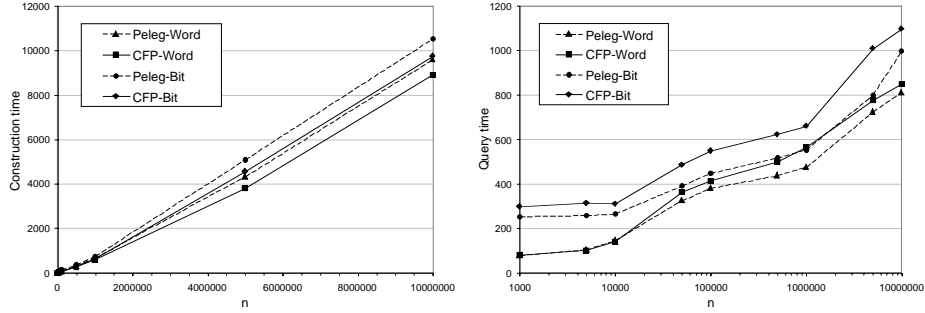 12000
10000
8000
6000
4000
2000
0
Construction time
Peleg-Word
CFP-Word
Peleg-Bit
CFP-Bit
0 2000000 4000000 6000000 8000000 10000000
n
1200
1000
800
600
400
200
0
Query time
Peleg-Word
CFP-Word
Peleg-Bit
CFP-Bit
1000 10000 100000 1000000 10000000
n